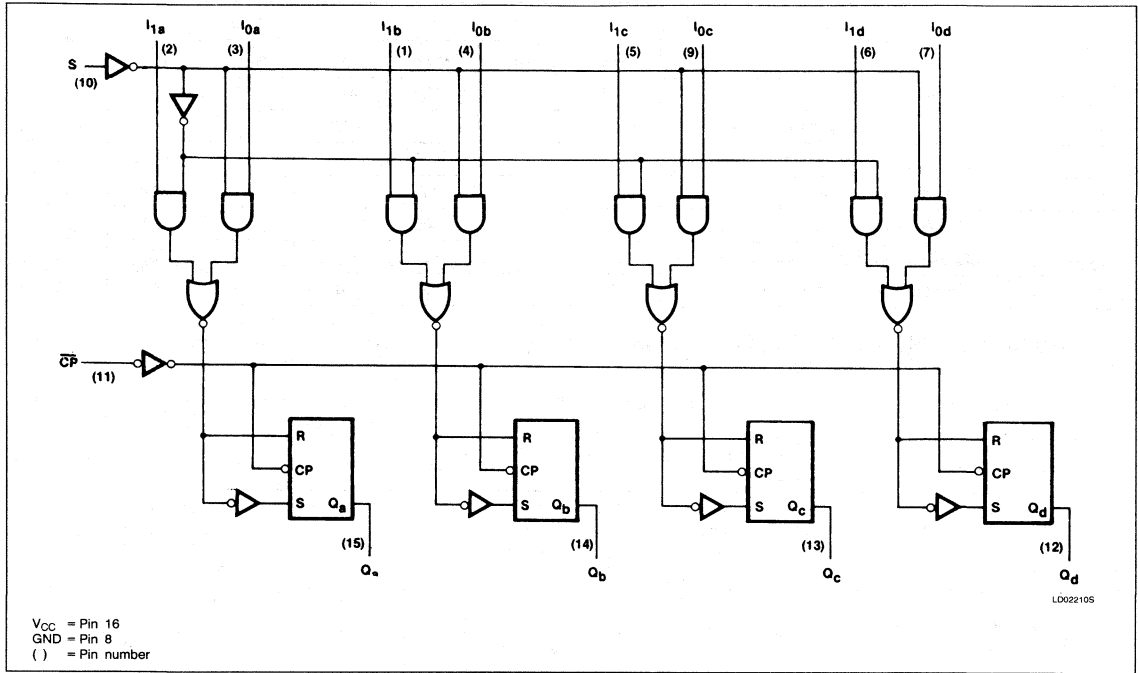 I1a I0a I1b I0b I1c I0c I1d I0d
(2) (3) (1) (4) (5) (9) (6) (7)
S
(10)
C̅P̅
(11)
R R R R
CP CP CP CP
S Qa S Qb S Qc S Qd
(15) (14) (13) (12)
Qa Qb Qc Qd
LD02210S
VCC = Pin 16
GND = Pin 8
( ) = Pin number